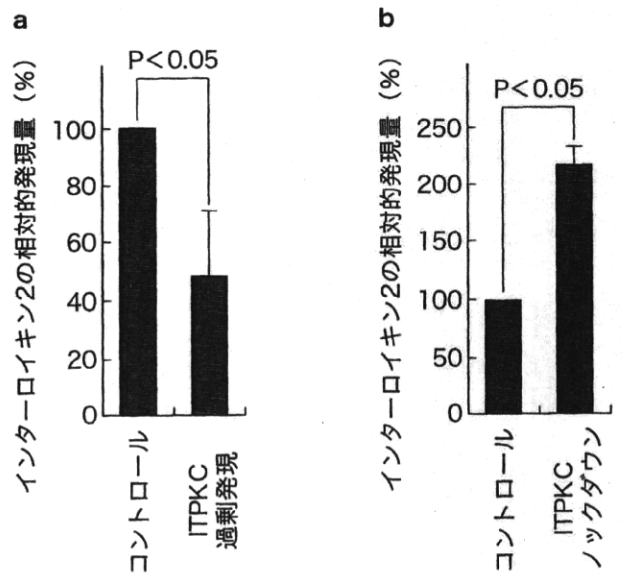 a
インターロイキン2の相対的発現量（%）
P<0.05
100
80
60
40
20
0
コントロール
ITPKC
過剰発現
b
インターロイキン2の相対的発現量（%）
P<0.05
250
200
150
100
50
0
コントロール
ITPKC
ノックダウン